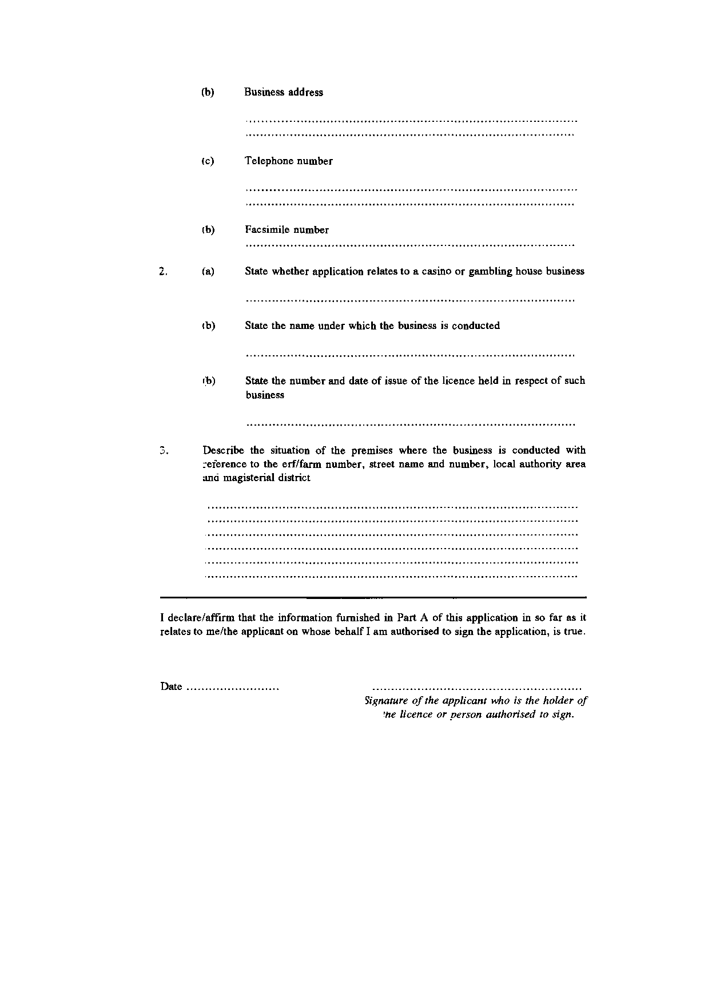 (b) Business address
................................................................................
................................................................................
(c) Telephone number
................................................................................
................................................................................
(b) Facsimile number
................................................................................
2. (a) State whether application relates to a casino or gambling house business
................................................................................
(b) State the name under which the business is conducted
................................................................................
(b) State the number and date of issue of the licence held in respect of such
business
................................................................................
3. Describe the situation of the premises where the business is conducted with
reference to the erf/farm number, street name and number, local authority area
and magisterial district
................................................................................
................................................................................
................................................................................
................................................................................
................................................................................
................................................................................
I declare/affirm that the information furnished in Part A of this application in so far as it
relates to me/the applicant on whose behalf I am authorised to sign the application, is true.
Date ......................... ........................................................
Signature of the applicant who is the holder of
the licence or person authorised to sign.